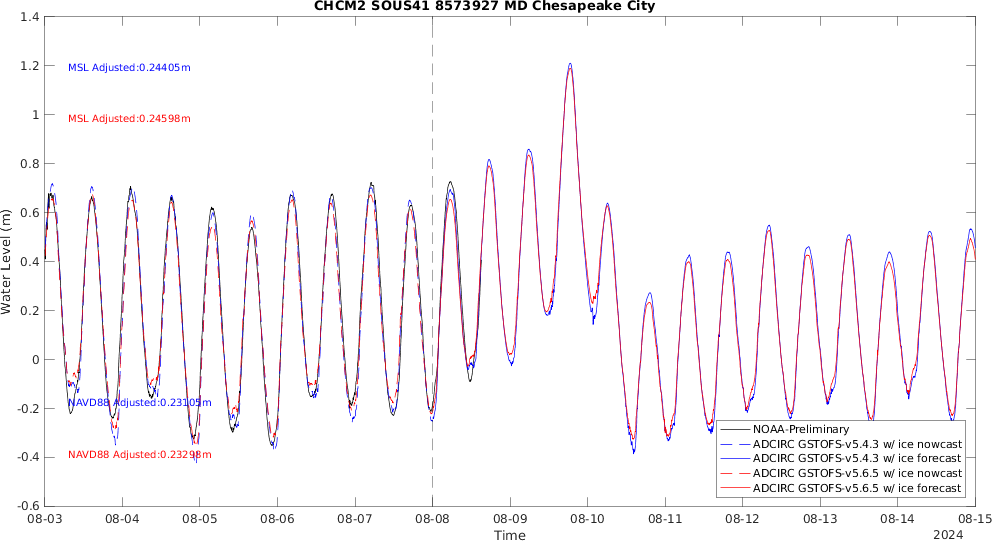 CHCM2 SOUS41 8573927 MD Chesapeake City
Water Level (m)
1.4
1.2
1
0.8
0.6
0.4
0.2
0
-0.2
-0.4
-0.6
MSL Adjusted:0.24405m
MSL Adjusted:0.24598m
NAVD88 Adjusted:0.23105m
NAVD88 Adjusted:0.23298m
NOAA-Preliminary
ADCIRC GSTOFS-v5.4.3 w/ ice nowcast
ADCIRC GSTOFS-v5.4.3 w/ ice forecast
ADCIRC GSTOFS-v5.6.5 w/ ice nowcast
ADCIRC GSTOFS-v5.6.5 w/ ice forecast
08-03 08-04 08-05 08-06 08-07 08-08 08-09 08-10 08-11 08-12 08-13 08-14 08-15
Time
2024